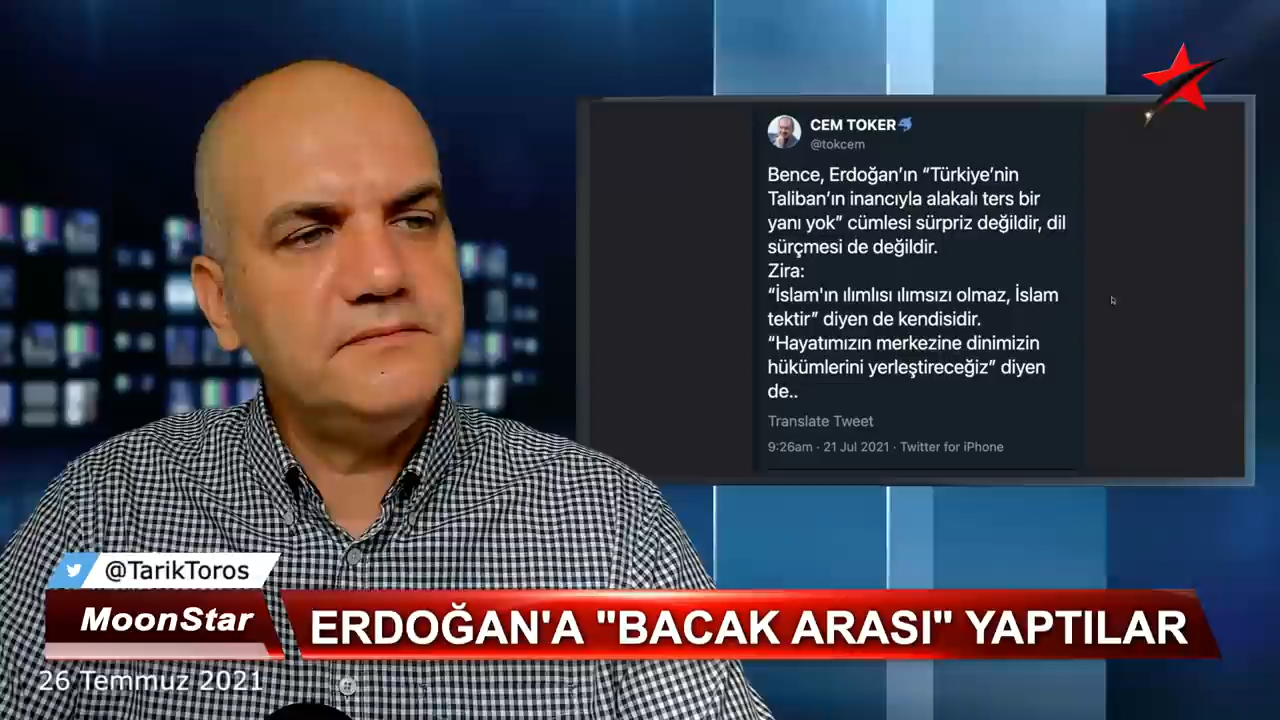 CEM TOKER
@tokcem
Bence, Erdoğan’ın “Türkiye’nin
Taliban’ın inancıyla alakalı ters bir
yanı yok” cümlesi sürpriz değildir, dil
sürçmesi de değildir.
Zira:
“İslam'ın ılımlısı ılımsızı olmaz, İslam
tektir” diyen de kendisidir.
“Hayatımızın merkezine dinimizin
hükümlerini yerleştireceğiz” diyen
de..
Translate Tweet
9:26am · 21 Jul 2021 · Twitter for iPhone
@TarikToros
MoonStar
ERDOĞAN'A "BACAK ARASI" YAPTILAR
26 Temmuz 2021